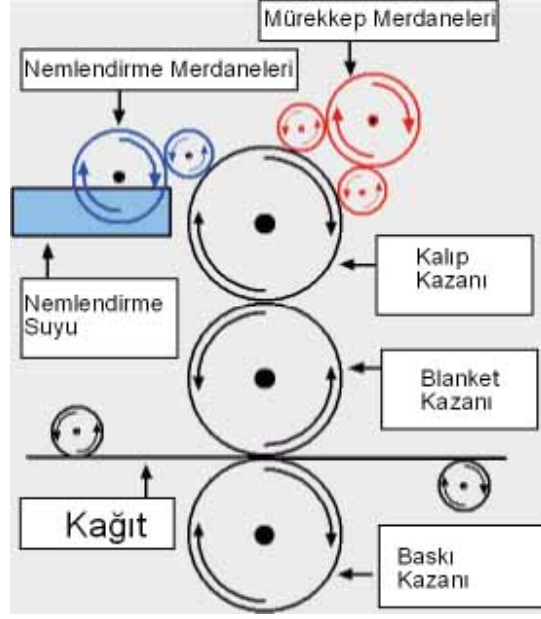 Mürekkep Merdaneleri
Nemlendirme Merdaneleri
Kalıp
Kazanı
Nemlendirme
Suyu
Blanket
Kazanı
Kağıt
Baskı
Kazanı